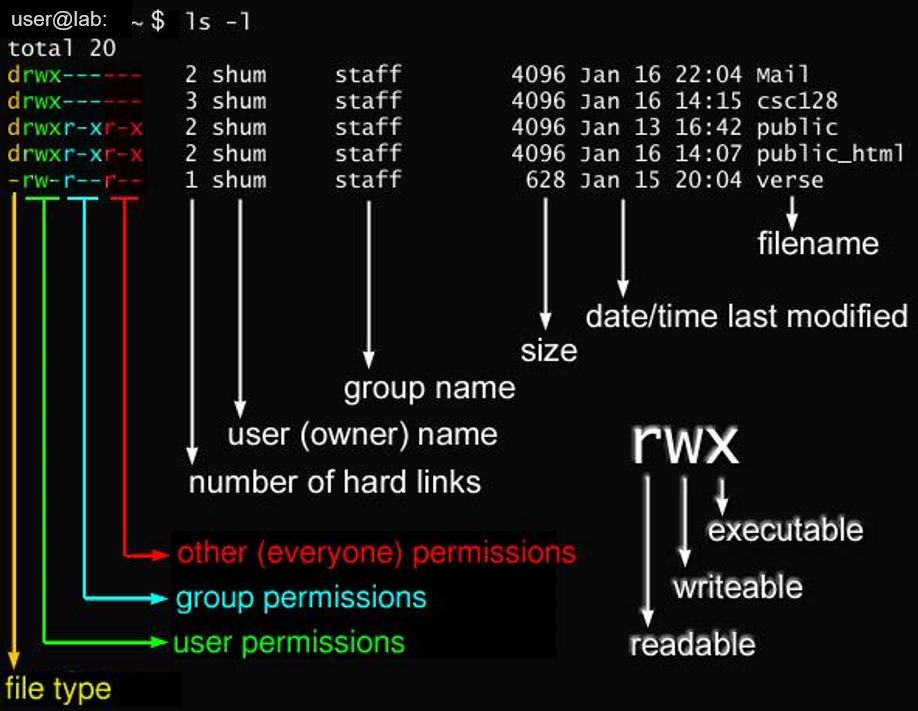 user@lab: ~ $ ls -l
total 20
drwx------ 2 shum staff 4096 Jan 16 22:04 Mail
drwx------ 3 shum staff 4096 Jan 16 14:15 csc128
drwxr-xr-x 2 shum staff 4096 Jan 13 16:42 public
drwxr-xr-x 2 shum staff 4096 Jan 16 14:07 public_html
-rw-r--r-- 1 shum staff 628 Jan 15 20:04 verse
filename
date/time last modified
size
group name
user (owner) name
number of hard links
rwx
executable
writeable
readable
other (everyone) permissions
group permissions
user permissions
file type